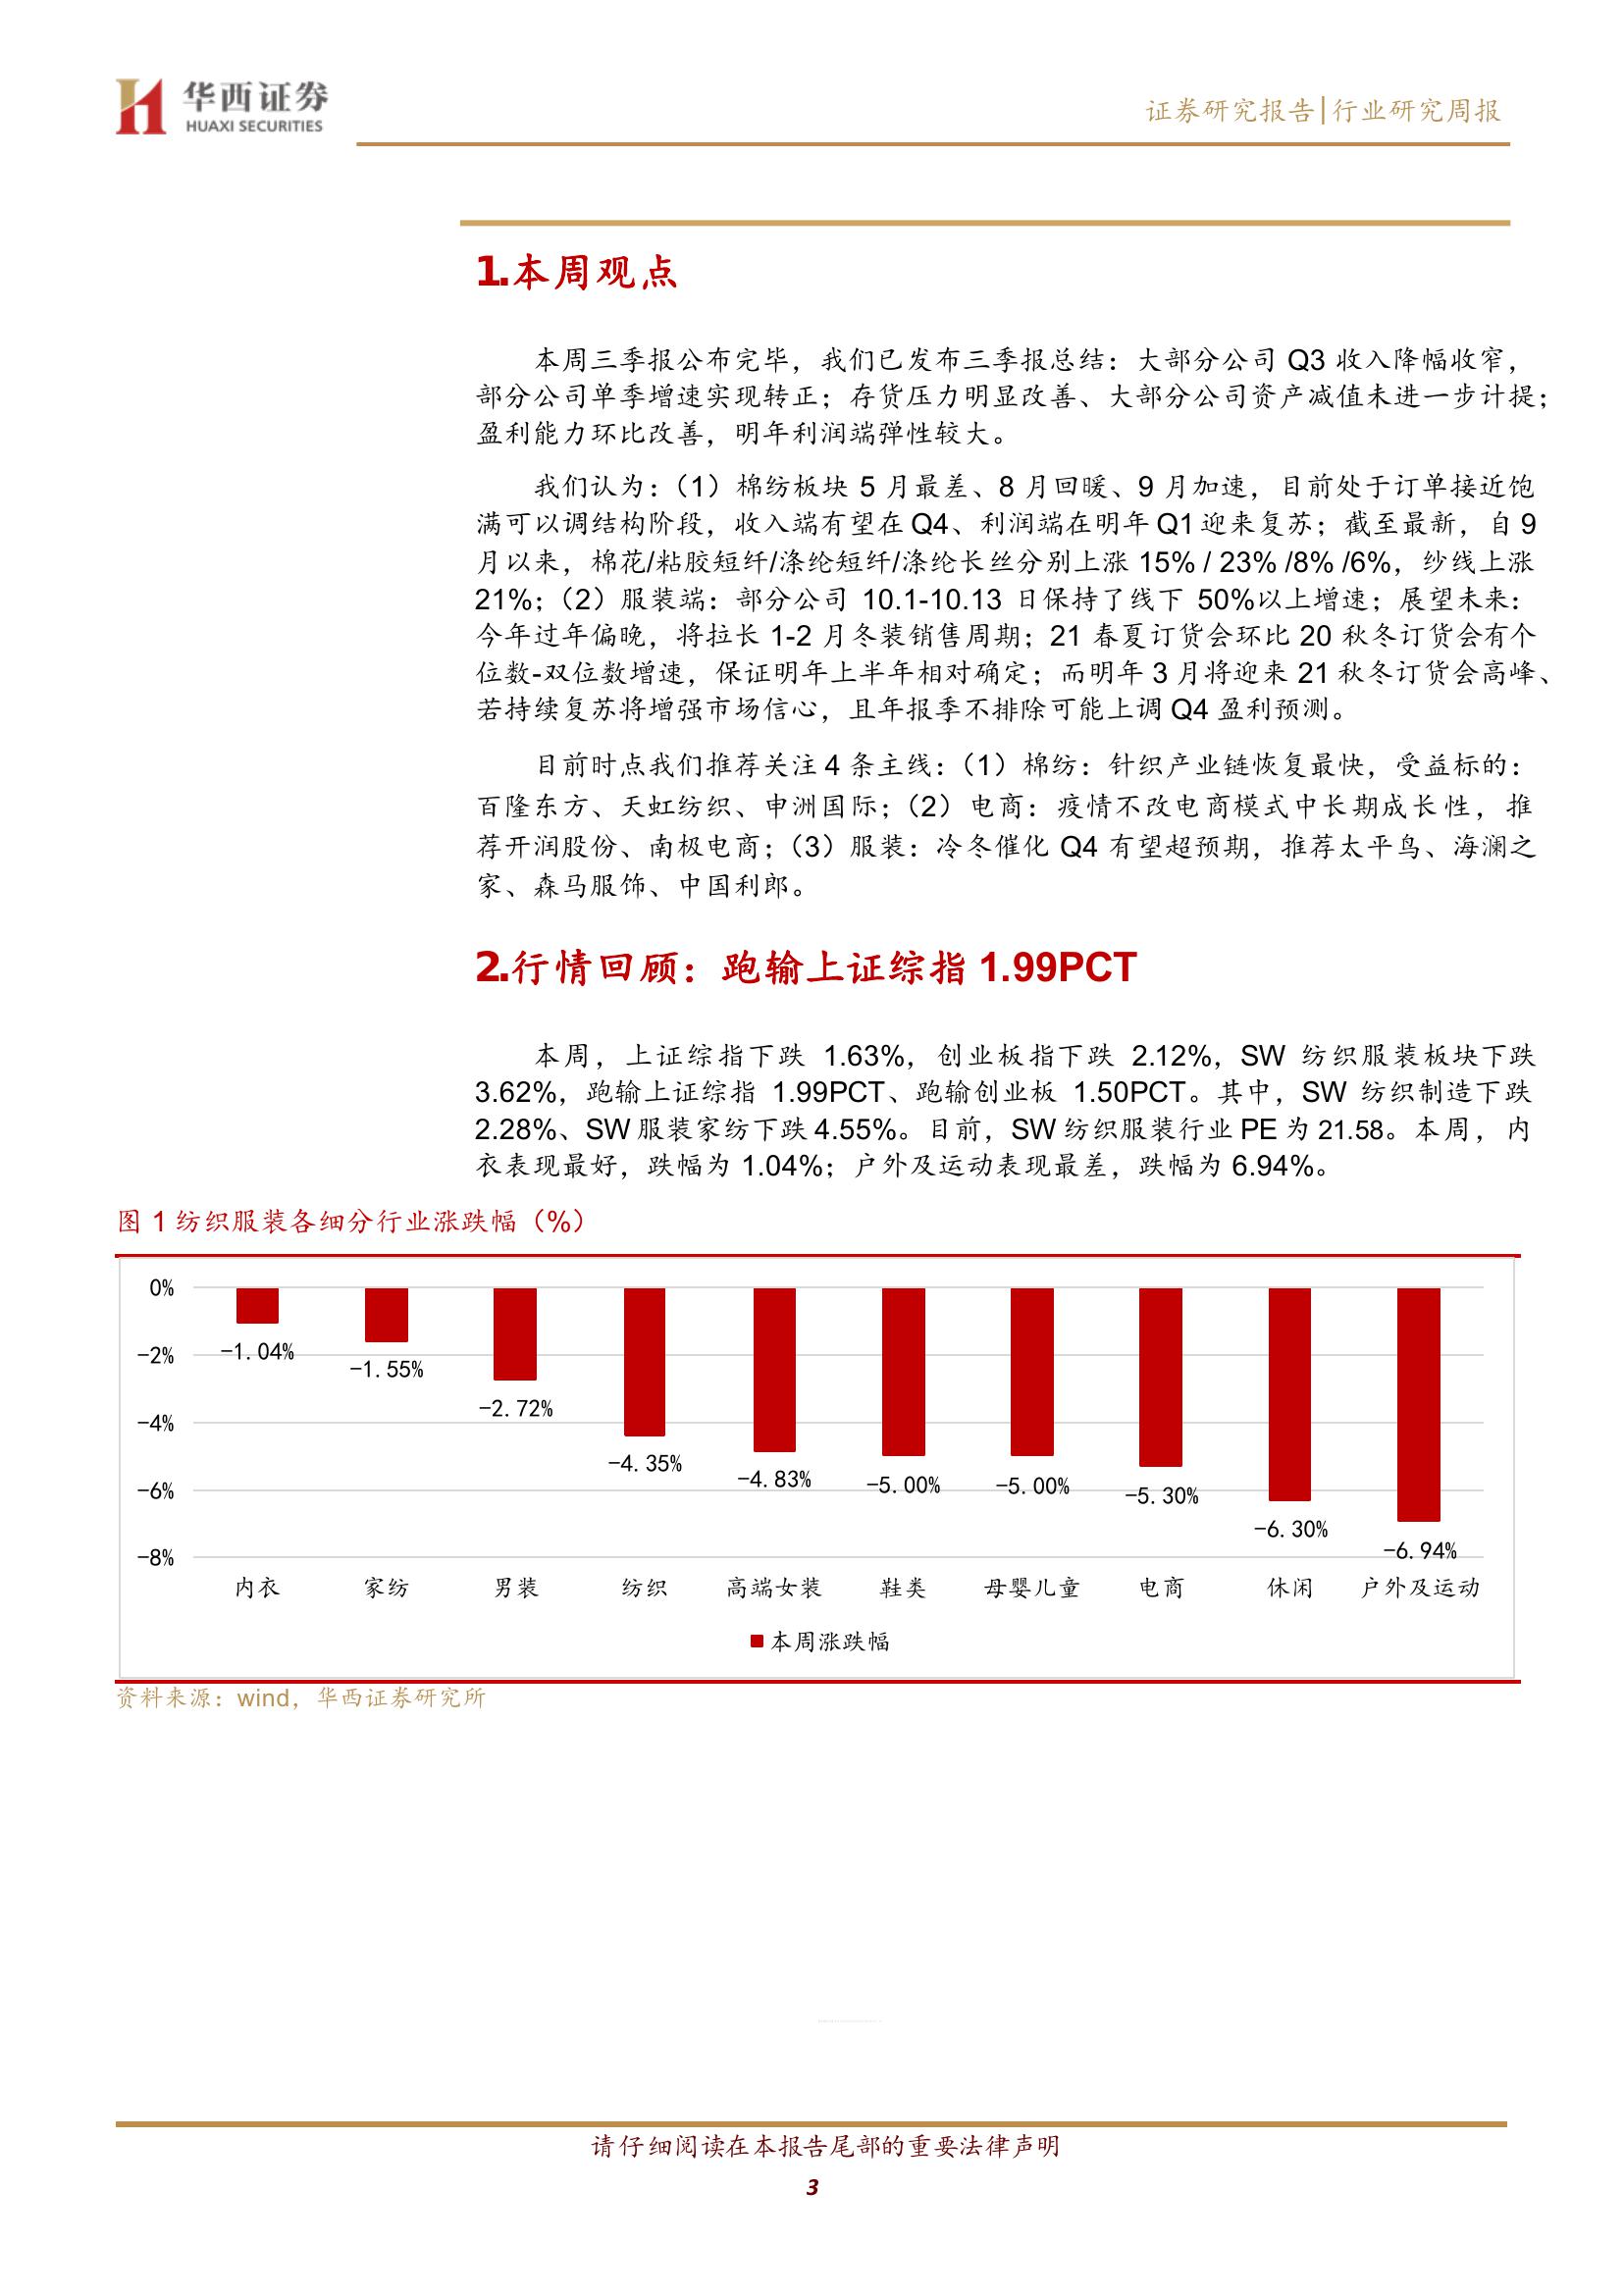 华西证券
HUAXI SECURITIES
证券研究报告|行业研究周报
1.本周观点
本周三季报公布完毕，我们已发布三季报总结：大部分公司 Q3 收入降幅收窄，
部分公司单季增速实现转正；存货压力明显改善、大部分公司资产减值未进一步计提；
盈利能力环比改善，明年利润端弹性较大。
我们认为：（1）棉纺板块 5 月最差、8 月回暖、9 月加速，目前处于订单接近饱
满可以调结构阶段，收入端有望在 Q4、利润端在明年 Q1 迎来复苏；截至最新，自 9
月以来，棉花/粘胶短纤/涤纶短纤/涤纶长丝分别上涨 15% / 23% /8% /6%，纱线上涨
21%；（2）服装端：部分公司 10.1-10.13 日保持了线下 50%以上增速；展望未来：
今年过年偏晚，将拉长 1-2 月冬装销售周期；21 春夏订货会环比 20 秋冬订货会有个
位数-双位数增速，保证明年上半年相对确定；而明年 3 月将迎来 21 秋冬订货会高峰、
若持续复苏将增强市场信心，且年报季不排除可能上调 Q4 盈利预测。
目前时点我们推荐关注 4 条主线：（1）棉纺：针织产业链恢复最快，受益标的：
百隆东方、天虹纺织、申洲国际；（2）电商：疫情不改电商模式中长期成长性，推
荐开润股份、南极电商；（3）服装：冷冬催化 Q4 有望超预期，推荐太平鸟、海澜之
家、森马服饰、中国利郎。
2.行情回顾：跑输上证综指 1.99PCT
本周，上证综指下跌 1.63%，创业板指下跌 2.12%，SW 纺织服装板块下跌
3.62%，跑输上证综指 1.99PCT、跑输创业板 1.50PCT。其中，SW 纺织制造下跌
2.28%、SW 服装家纺下跌 4.55%。目前，SW 纺织服装行业 PE 为 21.58。本周，内
衣表现最好，跌幅为 1.04%；户外及运动表现最差，跌幅为 6.94%。
图 1 纺织服装各细分行业涨跌幅（%）
0%
-2%
-4%
-6%
-8%
-1.04%
-1.55%
-2.72%
-4.35%
-4.83%
-5.00%
-5.00%
-5.30%
-6.30%
-6.94%
内衣 家纺 男装 纺织 高端女装 鞋类 母婴儿童 电商 休闲 户外及运动
本周涨跌幅
资料来源：wind，华西证券研究所
请仔细阅读在本报告尾部的重要法律声明
3